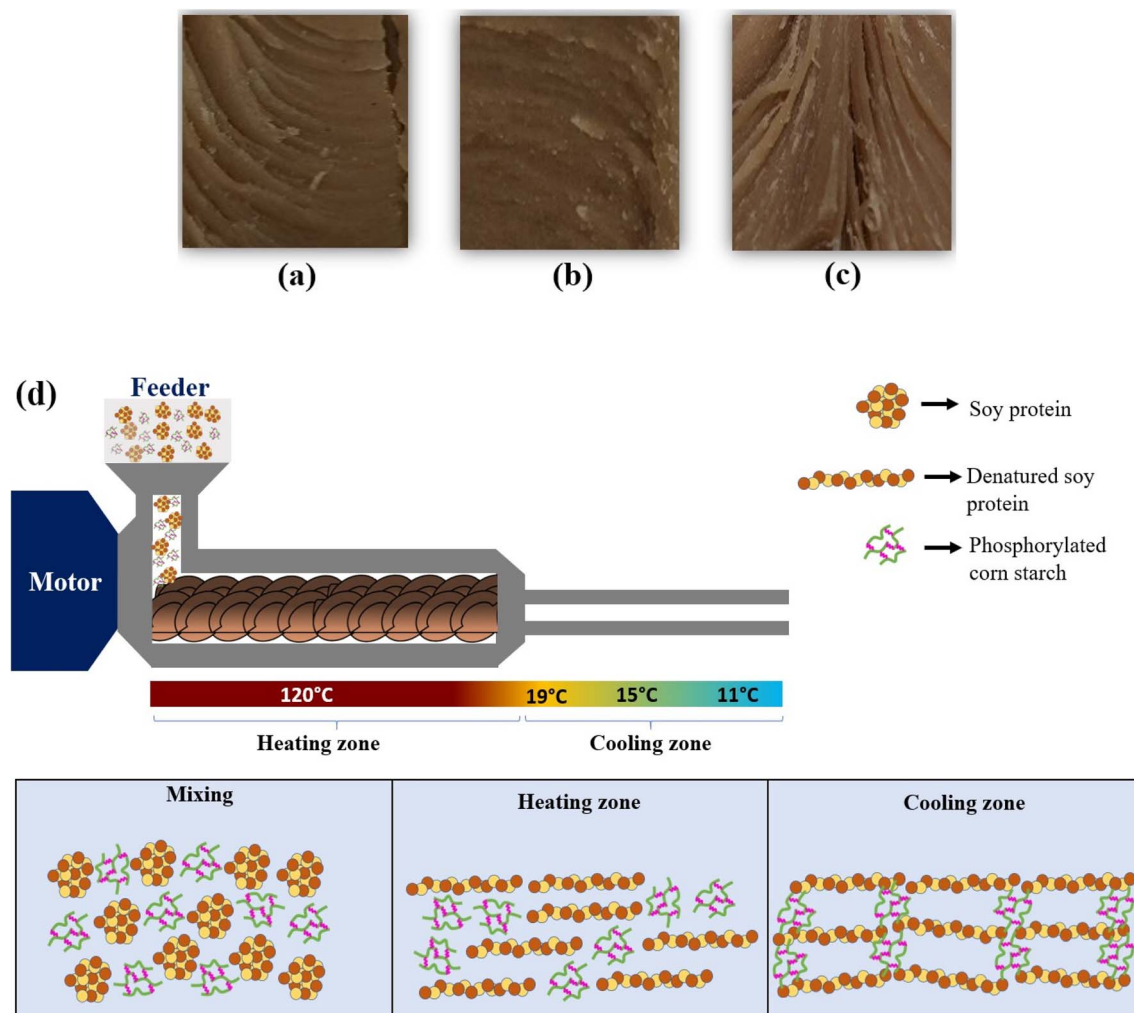 (a)
(b)
(c)
(d)
Feeder
Motor
Soy protein
Denatured soy
protein
Phosphorylated
corn starch
120°C
19°C
15°C
11°C
Heating zone
Cooling zone
Mixing
Heating zone
Cooling zone